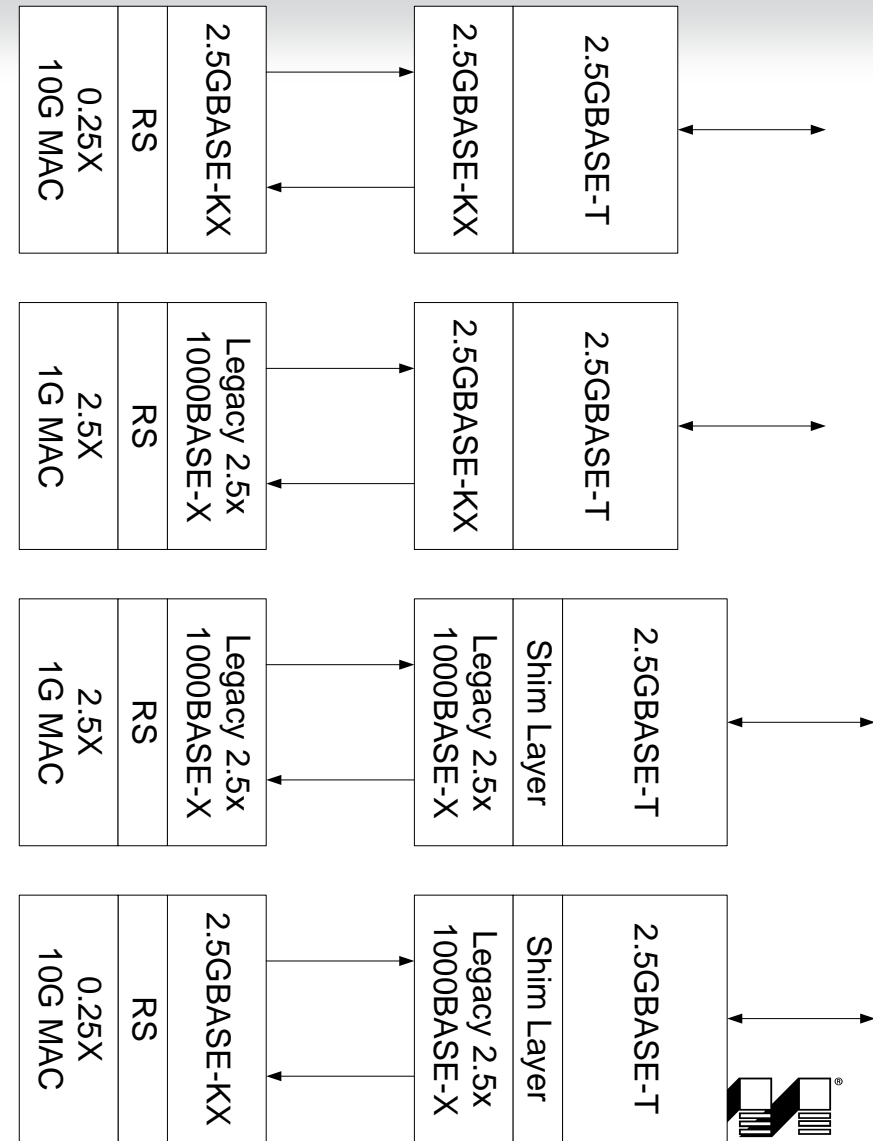 2.5GBASE-T
2.5GBASE-KX
2.5GBASE-KX
RS
0.25X
10G MAC
2.5GBASE-T
2.5GBASE-KX
Legacy 2.5x
1000BASE-X
RS
2.5X
1G MAC
2.5GBASE-T
Shim Layer
Legacy 2.5x
1000BASE-X
Legacy 2.5x
1000BASE-X
RS
2.5X
1G MAC
2.5GBASE-T
Shim Layer
Legacy 2.5x
1000BASE-X
2.5GBASE-KX
RS
0.25X
10G MAC
®